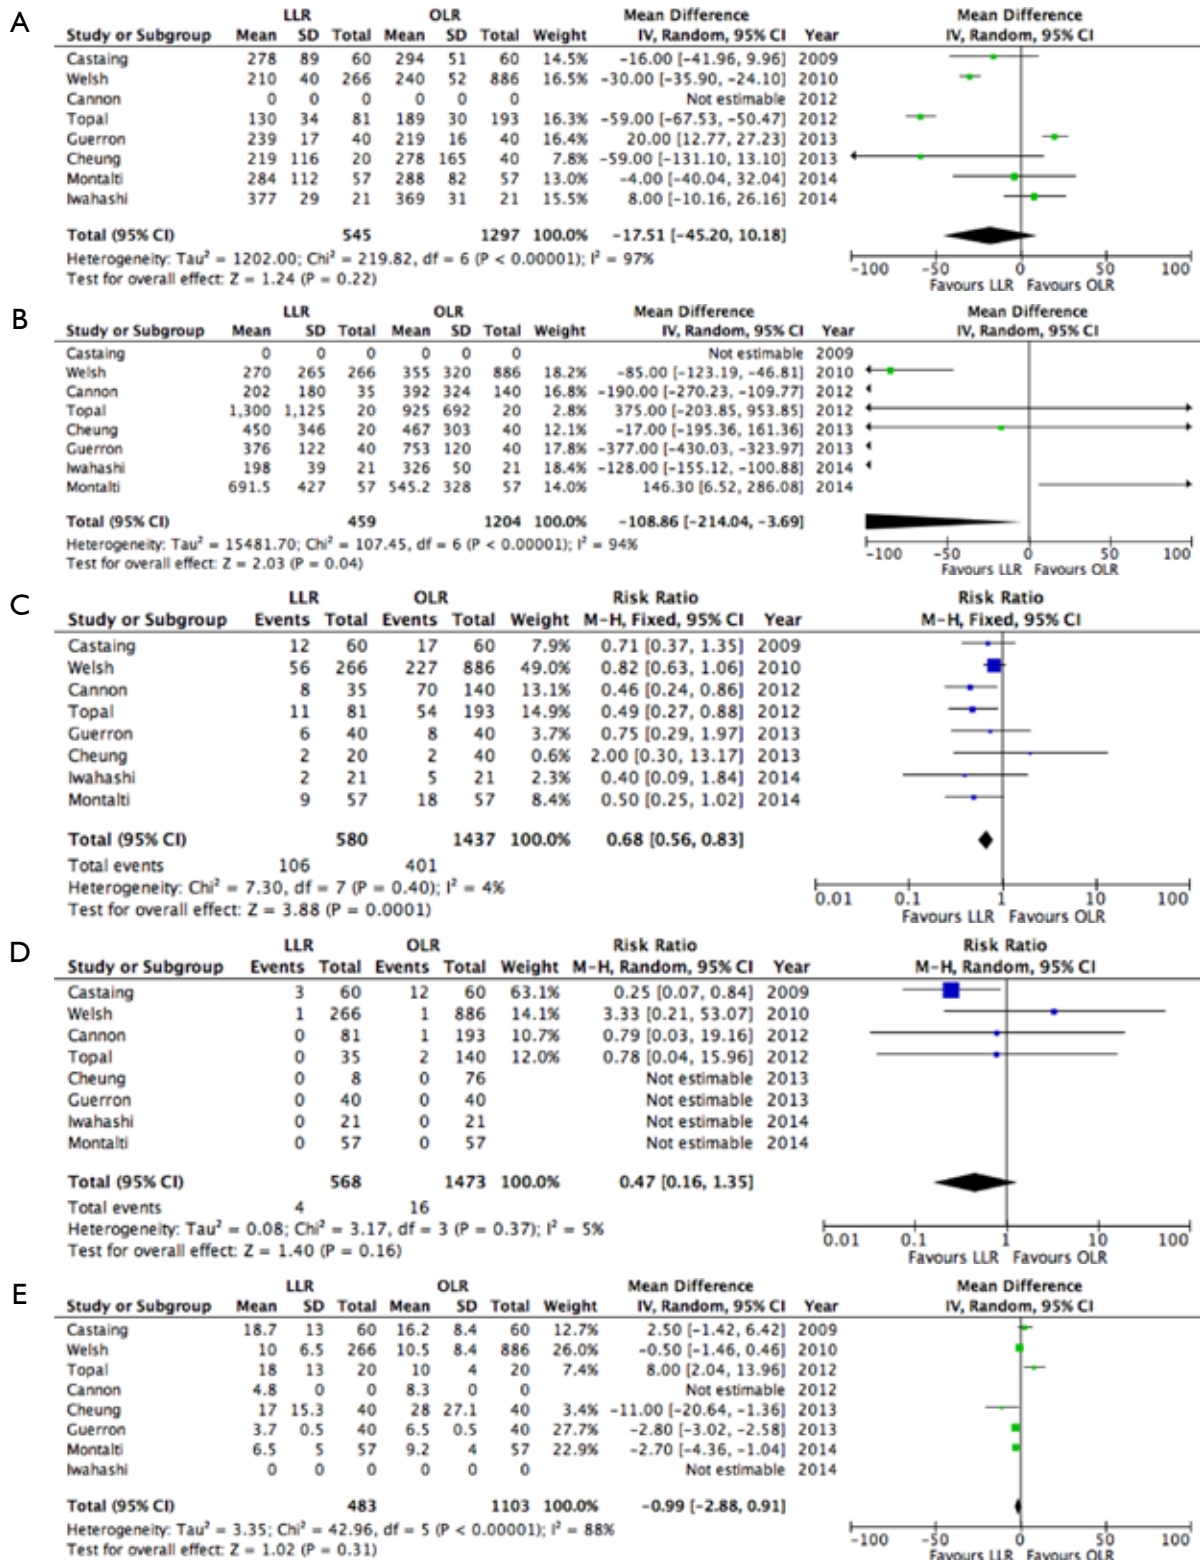 A
LLR OLR Mean Difference Mean Difference
Study or Subgroup Mean SD Total Mean SD Total Weight IV, Random, 95% CI Year IV, Random, 95% CI
Castaing 278 89 60 294 51 60 14.5% −16.00 [−41.96, 9.96] 2009
Welsh 210 40 266 240 52 886 16.5% −30.00 [−35.90, −24.10] 2010
Cannon 0 0 0 0 0 0 Not estimable 2012
Topal 130 34 81 189 30 193 16.3% −59.00 [−67.53, −50.47] 2012
Guerron 239 17 40 219 16 40 16.4% 20.00 [12.77, 27.23] 2013
Cheung 219 116 20 278 165 40 7.8% −59.00 [−131.10, 13.10] 2013
Montalti 284 112 57 288 82 57 13.0% −4.00 [−40.04, 32.04] 2014
Iwahashi 377 29 21 369 31 21 15.5% 8.00 [−10.16, 26.16] 2014
Total (95% CI) 545 1297 100.0% −17.51 [−45.20, 10.18]
Heterogeneity: Tau² = 1202.00; Chi² = 219.82, df = 6 (P < 0.00001); I² = 97%
Test for overall effect: Z = 1.24 (P = 0.22)
−100 −50 0 50 100
Favours LLR Favours OLR
B
LLR OLR Mean Difference Mean Difference
Study or Subgroup Mean SD Total Mean SD Total Weight IV, Random, 95% CI Year IV, Random, 95% CI
Castaing 0 0 0 0 0 0 Not estimable 2009
Welsh 270 265 266 355 320 886 18.2% −85.00 [−123.19, −46.81] 2010
Cannon 202 180 35 392 324 140 16.8% −190.00 [−270.23, −109.77] 2012
Topal 1,300 1,125 20 925 692 20 2.8% 375.00 [−203.85, 953.85] 2012
Cheung 450 346 20 467 303 40 12.1% −17.00 [−195.36, 161.36] 2013
Guerron 376 122 40 753 120 40 17.8% −377.00 [−430.03, −323.97] 2013
Iwahashi 198 39 21 326 50 21 18.4% −128.00 [−155.12, −100.88] 2014
Montalti 691.5 427 57 545.2 328 57 14.0% 146.30 [6.52, 286.08] 2014
Total (95% CI) 459 1204 100.0% −108.86 [−214.04, −3.69]
Heterogeneity: Tau² = 15481.70; Chi² = 107.45, df = 6 (P < 0.00001); I² = 94%
Test for overall effect: Z = 2.03 (P = 0.04)
−100 −50 0 50 100
Favours LLR Favours OLR
C
LLR OLR Risk Ratio Risk Ratio
Study or Subgroup Events Total Events Total Weight M−H, Fixed, 95% CI Year M−H, Fixed, 95% CI
Castaing 12 60 17 60 7.9% 0.71 [0.37, 1.35] 2009
Welsh 56 266 227 886 49.0% 0.82 [0.63, 1.06] 2010
Cannon 8 35 70 140 13.1% 0.46 [0.24, 0.86] 2012
Topal 11 81 54 193 14.9% 0.49 [0.27, 0.88] 2012
Guerron 6 40 8 40 3.7% 0.75 [0.29, 1.97] 2013
Cheung 2 20 2 40 0.6% 2.00 [0.30, 13.17] 2013
Iwahashi 2 21 5 21 2.3% 0.40 [0.09, 1.84] 2014
Montalti 9 57 18 57 8.4% 0.50 [0.25, 1.02] 2014
Total (95% CI) 580 1437 100.0% 0.68 [0.56, 0.83]
Total events 106 401
Heterogeneity: Chi² = 7.30, df = 7 (P = 0.40); I² = 4%
Test for overall effect: Z = 3.88 (P = 0.0001)
0.01 0.1 1 10 100
Favours LLR Favours OLR
D
LLR OLR Risk Ratio Risk Ratio
Study or Subgroup Events Total Events Total Weight M−H, Random, 95% CI Year M−H, Random, 95% CI
Castaing 3 60 12 60 63.1% 0.25 [0.07, 0.84] 2009
Welsh 1 266 1 886 14.1% 3.33 [0.21, 53.07] 2010
Cannon 0 81 1 193 10.7% 0.79 [0.03, 19.16] 2012
Topal 0 35 2 140 12.0% 0.78 [0.04, 15.96] 2012
Cheung 0 8 0 76 Not estimable 2013
Guerron 0 40 0 40 Not estimable 2013
Iwahashi 0 21 0 21 Not estimable 2014
Montalti 0 57 0 57 Not estimable 2014
Total (95% CI) 568 1473 100.0% 0.47 [0.16, 1.35]
Total events 4 16
Heterogeneity: Tau² = 0.08; Chi² = 3.17, df = 3 (P = 0.37); I² = 5%
Test for overall effect: Z = 1.40 (P = 0.16)
0.01 0.1 1 10 100
Favours LLR Favours OLR
E
LLR OLR Mean Difference Mean Difference
Study or Subgroup Mean SD Total Mean SD Total Weight IV, Random, 95% CI Year IV, Random, 95% CI
Castaing 18.7 13 60 16.2 8.4 60 12.7% 2.50 [−1.42, 6.42] 2009
Welsh 10 6.5 266 10.5 8.4 886 26.0% −0.50 [−1.46, 0.46] 2010
Topal 18 13 20 10 4 20 7.4% 8.00 [2.04, 13.96] 2012
Cannon 4.8 0 0 8.3 0 0 Not estimable 2012
Cheung 17 15.3 40 28 27.1 40 3.4% −11.00 [−20.64, −1.36] 2013
Guerron 3.7 0.5 40 6.5 0.5 40 27.7% −2.80 [−3.02, −2.58] 2013
Montalti 6.5 5 57 9.2 4 57 22.9% −2.70 [−4.36, −1.04] 2014
Iwahashi 0 0 0 0 0 0 Not estimable 2014
Total (95% CI) 483 1103 100.0% −0.99 [−2.88, 0.91]
Heterogeneity: Tau² = 3.35; Chi² = 42.96, df = 5 (P < 0.00001); I² = 88%
Test for overall effect: Z = 1.02 (P = 0.31)
−100 −50 0 50 100
Favours LLR Favours OLR